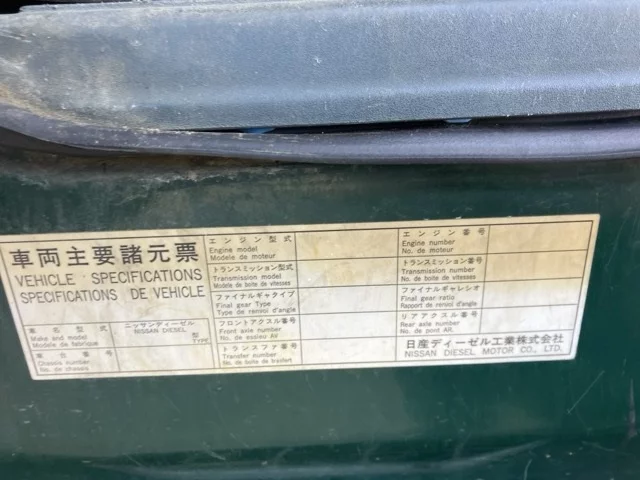 車両主要諸元票
VEHICLE SPECIFICATIONS
SPECIFICATIONS DE VEHICLE
車名型式
Make and model
Modéle de fabrique
ニッサンディーゼル
NISSAN DIESEL
型
TYPE
車台番号
Chassis number
No. de chassis
エンジン型式
Engine model
Modéle de moteur
トランスミッション型式
Transmission model
Modéle de boite de vitesses
ファイナルギヤタイプ
Final gear Type
Type de renvoi d'angle
フロントアクスル番号
Front axle number
No. de essieu AV
トランスファ番号
Transfer number
No. de boite de trasfert
エンジン番号
Engine number
No. de moteur
トランスミッション番号
Transmission number
No. de boite de vitesses
ファイナルギャレシオ
Final gear ratio
Rapport de renvoi d'angle
リアアクスル番号
Rear axle number
No. de pont AR.
日産ディーゼル工業株式会社
NISSAN DIESEL MOTOR CO., LTD.